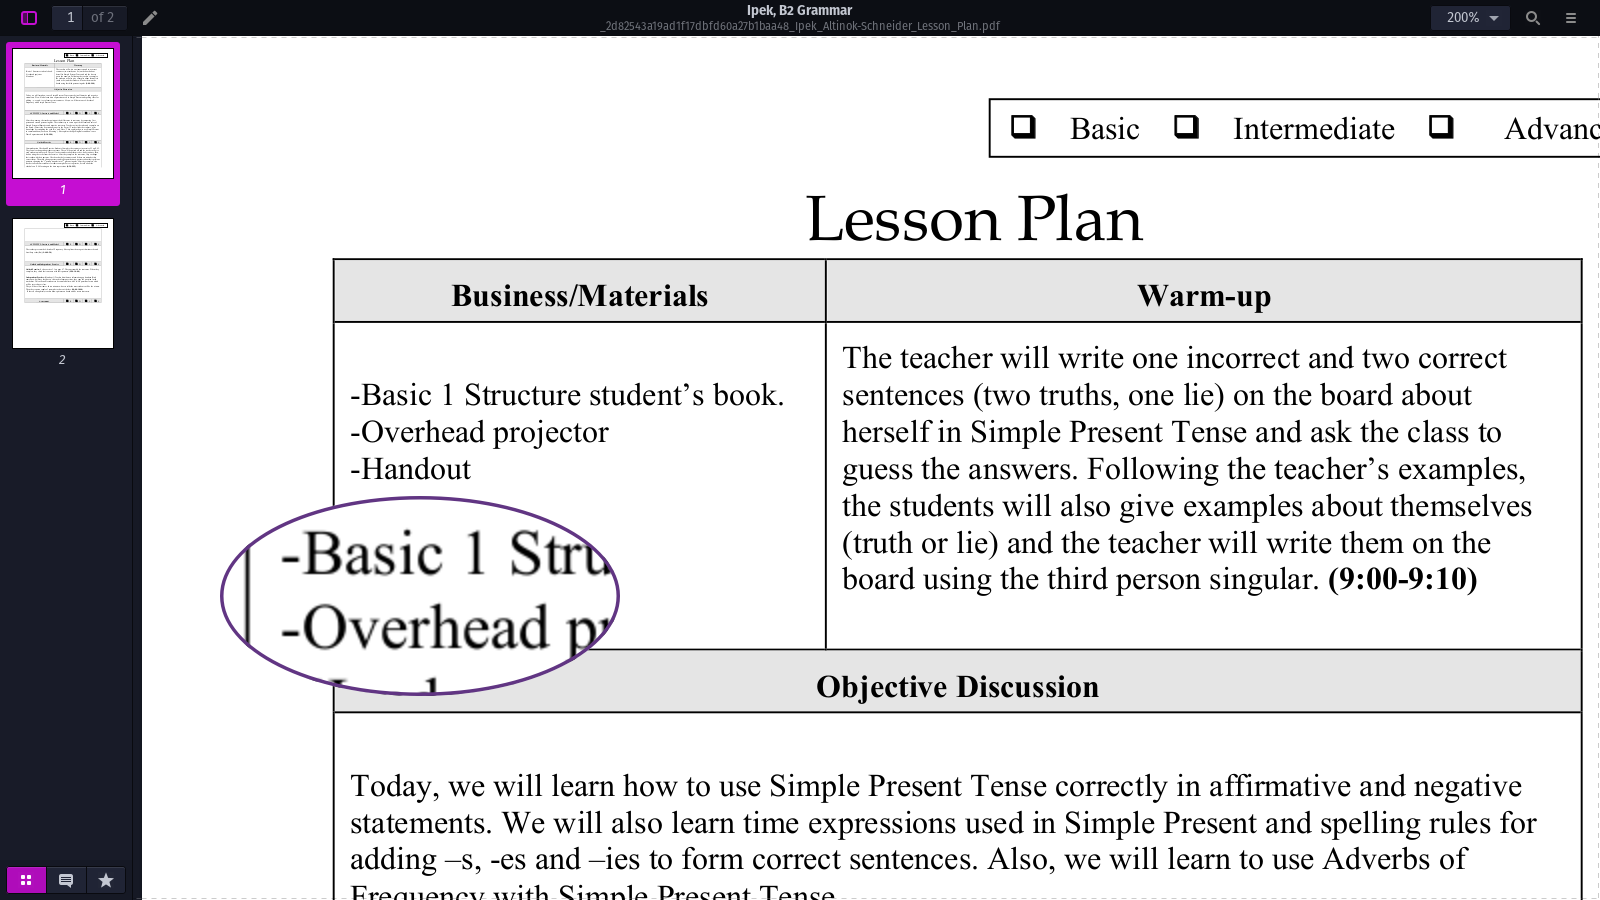 Ipek, B2 Grammar
_2d82543a19ad1f17dbfd60a27b1baa48_Ipek_Altinok-Schneider_Lesson_Plan.pdf
1 of 2
200%
1
2
Basic Intermediate Advanc
Lesson Plan
Business/Materials
-Basic 1 Structure student’s book.
-Overhead projector
-Handout
-Basic 1 Stru
-Overhead pr
Warm-up
The teacher will write one incorrect and two correct
sentences (two truths, one lie) on the board about
herself in Simple Present Tense and ask the class to
guess the answers. Following the teacher’s examples,
the students will also give examples about themselves
(truth or lie) and the teacher will write them on the
board using the third person singular. (9:00-9:10)
Objective Discussion
Today, we will learn how to use Simple Present Tense correctly in affirmative and negative
statements. We will also learn time expressions used in Simple Present and spelling rules for
adding –s, -es and –ies to form correct sentences. Also, we will learn to use Adverbs of
Frequency with Simple Present Tense.